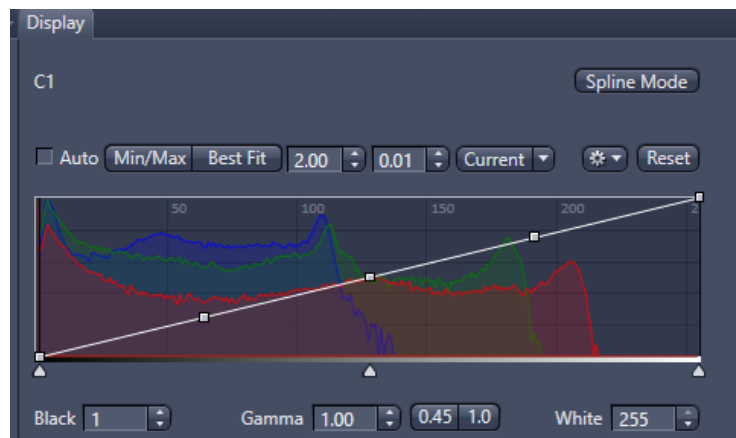 Display
C1 Spline Mode
Auto Min/Max Best Fit 2.00 0.01 Current Reset
50 100 150 200 2
Black 1 Gamma 1.00 0.45 1.0 White 255